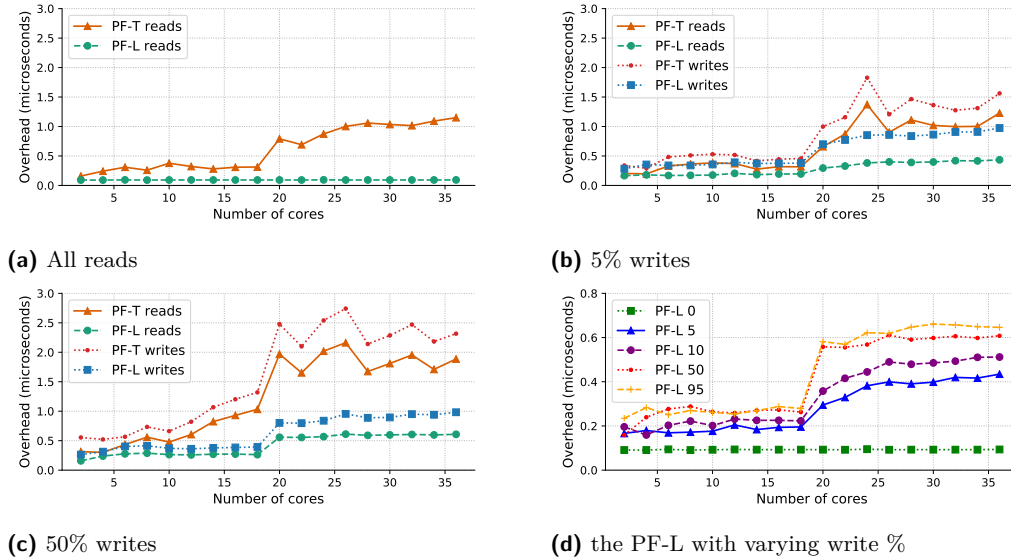 3.0
2.5
2.0
1.5
1.0
0.5
0.0
Overhead (microseconds)
PF-T reads
PF-L reads
5 10 15 20 25 30 35
Number of cores
(a) All reads
3.0
2.5
2.0
1.5
1.0
0.5
0.0
Overhead (microseconds)
PF-T reads
PF-L reads
PF-T writes
PF-L writes
5 10 15 20 25 30 35
Number of cores
(b) 5% writes
3.0
2.5
2.0
1.5
1.0
0.5
0.0
Overhead (microseconds)
PF-T reads
PF-L reads
PF-T writes
PF-L writes
5 10 15 20 25 30 35
Number of cores
(c) 50% writes
0.8
0.6
0.4
0.2
0.0
Overhead (microseconds)
PF-L 0
PF-L 5
PF-L 10
PF-L 50
PF-L 95
5 10 15 20 25 30 35
Number of cores
(d) the PF-L with varying write %